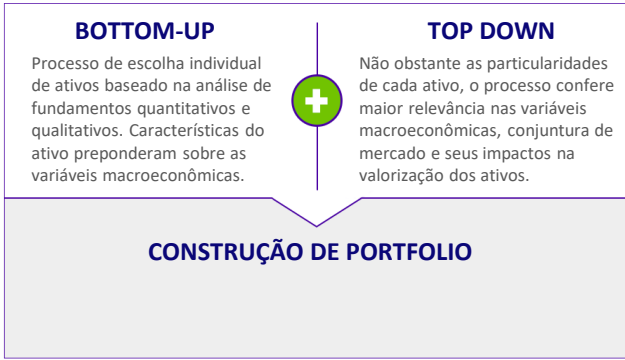 BOTTOM-UP
Processo de escolha individual
de ativos baseado na análise de
fundamentos quantitativos e
qualitativos. Características do
ativo preponderam sobre as
variáveis macroeconômicas.
TOP DOWN
Não obstante as particularidades
de cada ativo, o processo confere
maior relevância nas variáveis
macroeconômicas, conjuntura de
mercado e seus impactos na
valorização dos ativos.
CONSTRUÇÃO DE PORTFOLIO